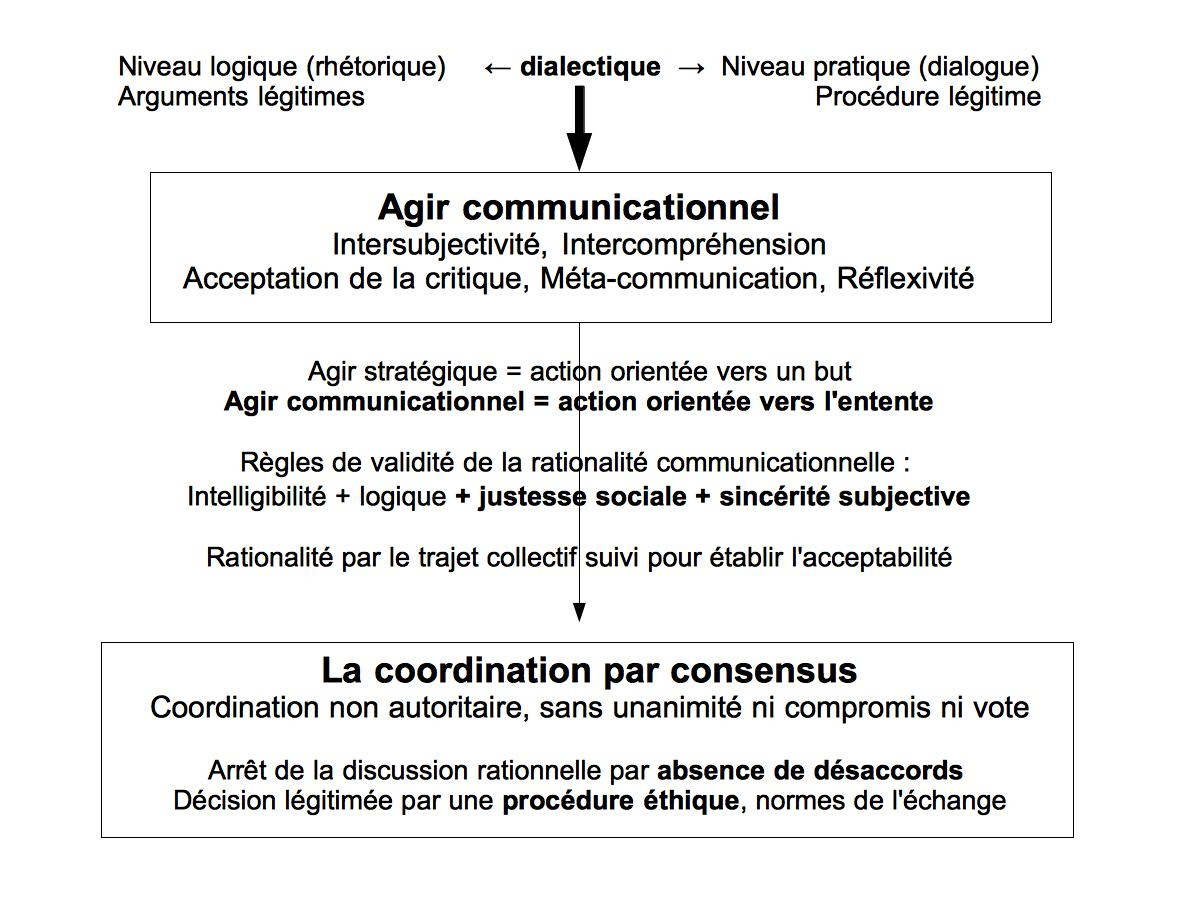 Niveau logique (rhétorique) ← dialectique → Niveau pratique (dialogue)
Arguments légitimes Procédure légitime
Agir communicationnel
Intersubjectivité, Intercompréhension
Acceptation de la critique, Méta-communication, Réflexivité
Agir stratégique = action orientée vers un but
Agir communicationnel = action orientée vers l'entente
Règles de validité de la rationalité communicationnelle :
Intelligibilité + logique + justesse sociale + sincérité subjective
Rationalité par le trajet collectif suivi pour établir l'acceptabilité
La coordination par consensus
Coordination non autoritaire, sans unanimité ni compromis ni vote
Arrêt de la discussion rationnelle par absence de désaccords
Décision légitimée par une procédure éthique, normes de l'échange